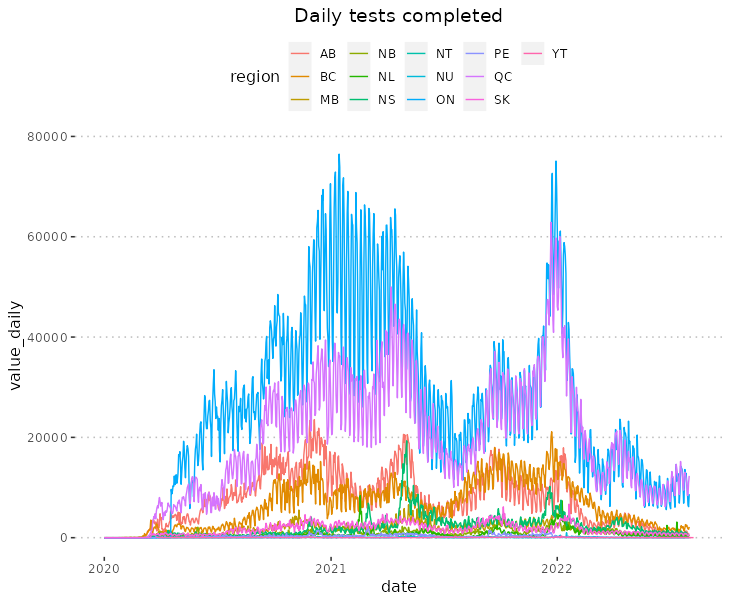 Daily tests completed
region
AB NB NT PE YT
BC NL NU QC
MB NS ON SK
value_daily
80000
60000
40000
20000
0
2020 2021 2022
date